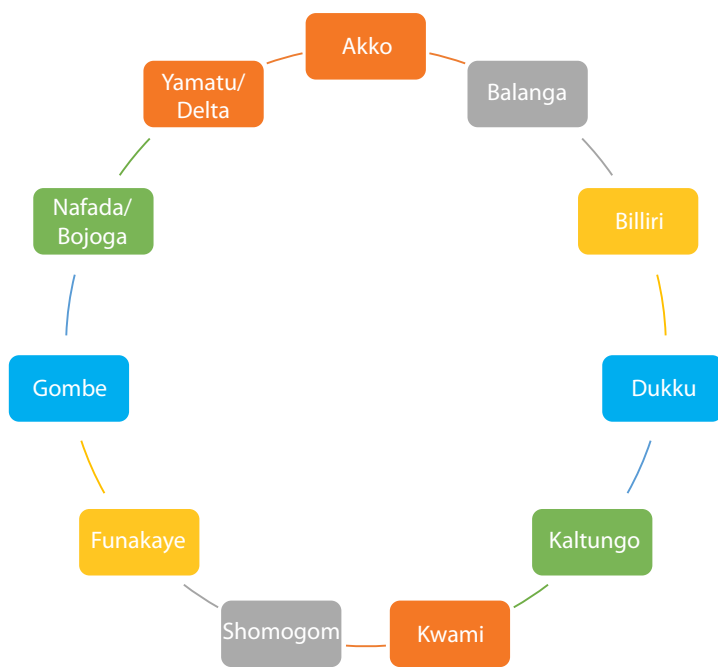 Akko
Balanga
Billiri
Dukku
Kaltungo
Kwami
Shomogom
Funakaye
Gombe
Nafada/
Bojoga
Yamatu/
Delta